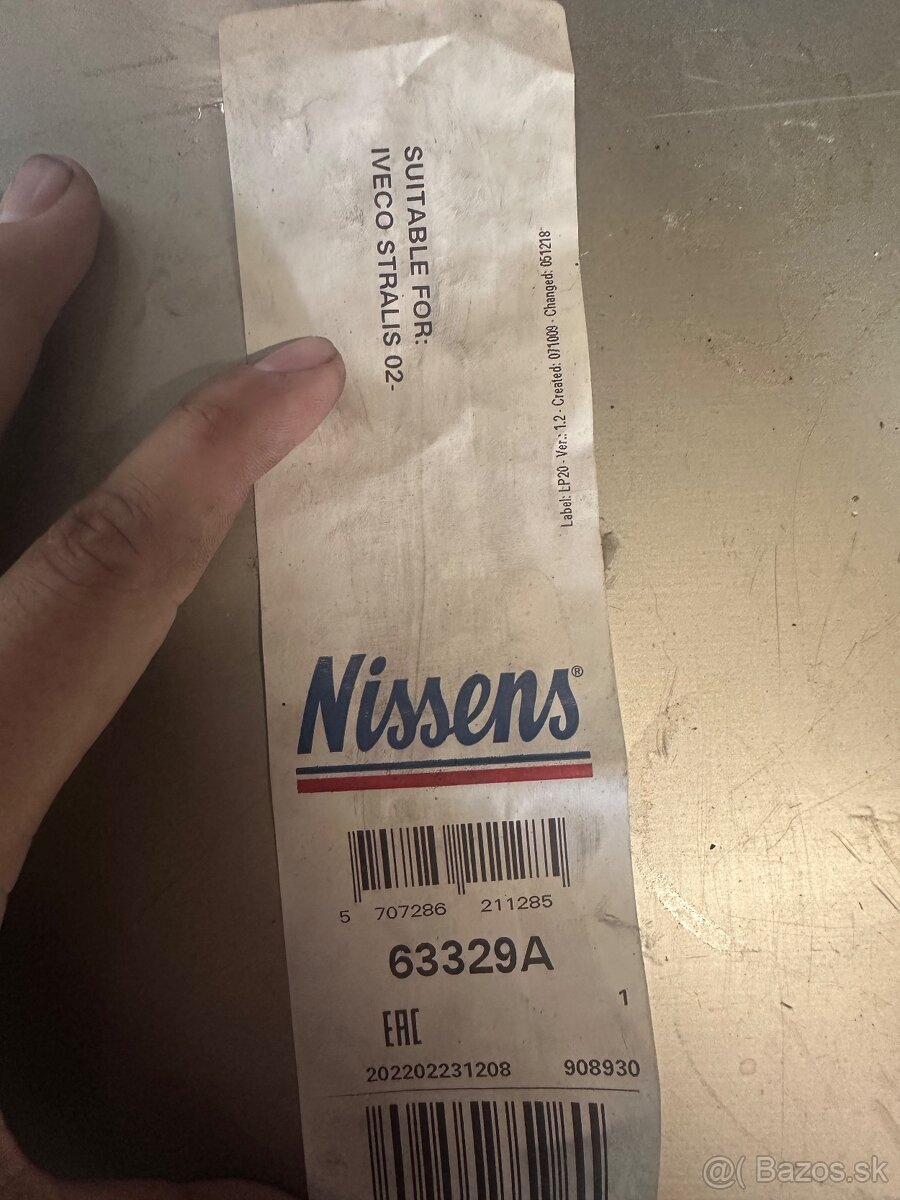 SUITABLE FOR:
IVECO STRALIS 02-
Label: LP20 - Ver.: 1.2 - Created: 071009 - Changed: 051218
Nissens®
5 707286 211285
63329A
1
EAC
202202231208 908930
@( Bazos.sk